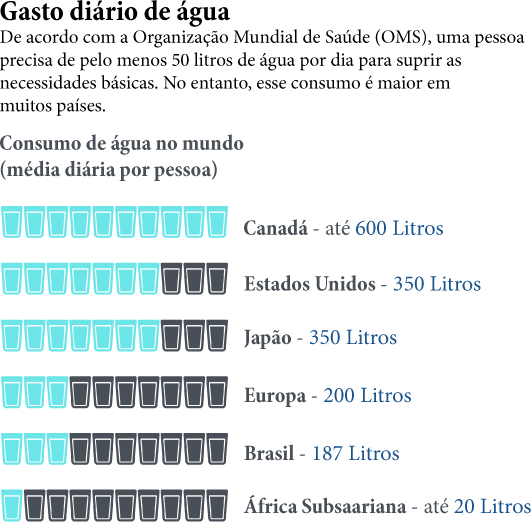 Gasto diário de água
De acordo com a Organização Mundial de Saúde (OMS), uma pessoa
precisa de pelo menos 50 litros de água por dia para suprir as
necessidades básicas. No entanto, esse consumo é maior em
muitos países.
Consumo de água no mundo
(média diária por pessoa)
Canadá - até 600 Litros
Estados Unidos - 350 Litros
Japão - 350 Litros
Europa - 200 Litros
Brasil - 187 Litros
África Subsaariana - até 20 Litros